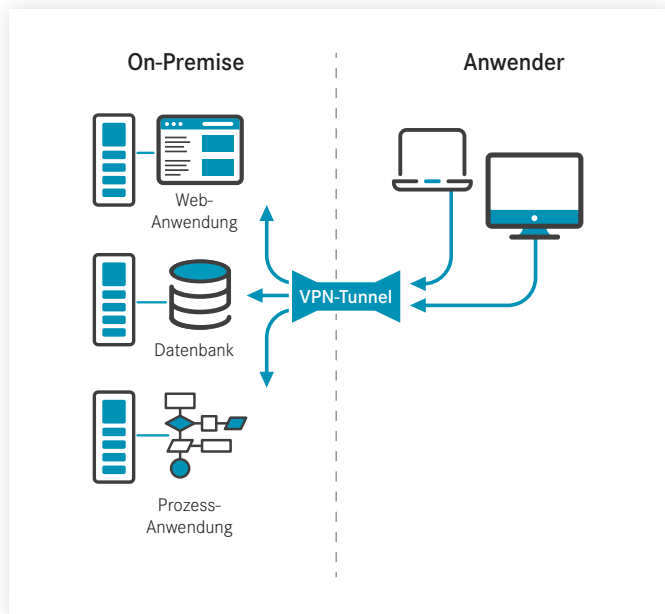 On-Premise
Anwender
Web-
Anwendung
VPN-Tunnel
Datenbank
Prozess-
Anwendung